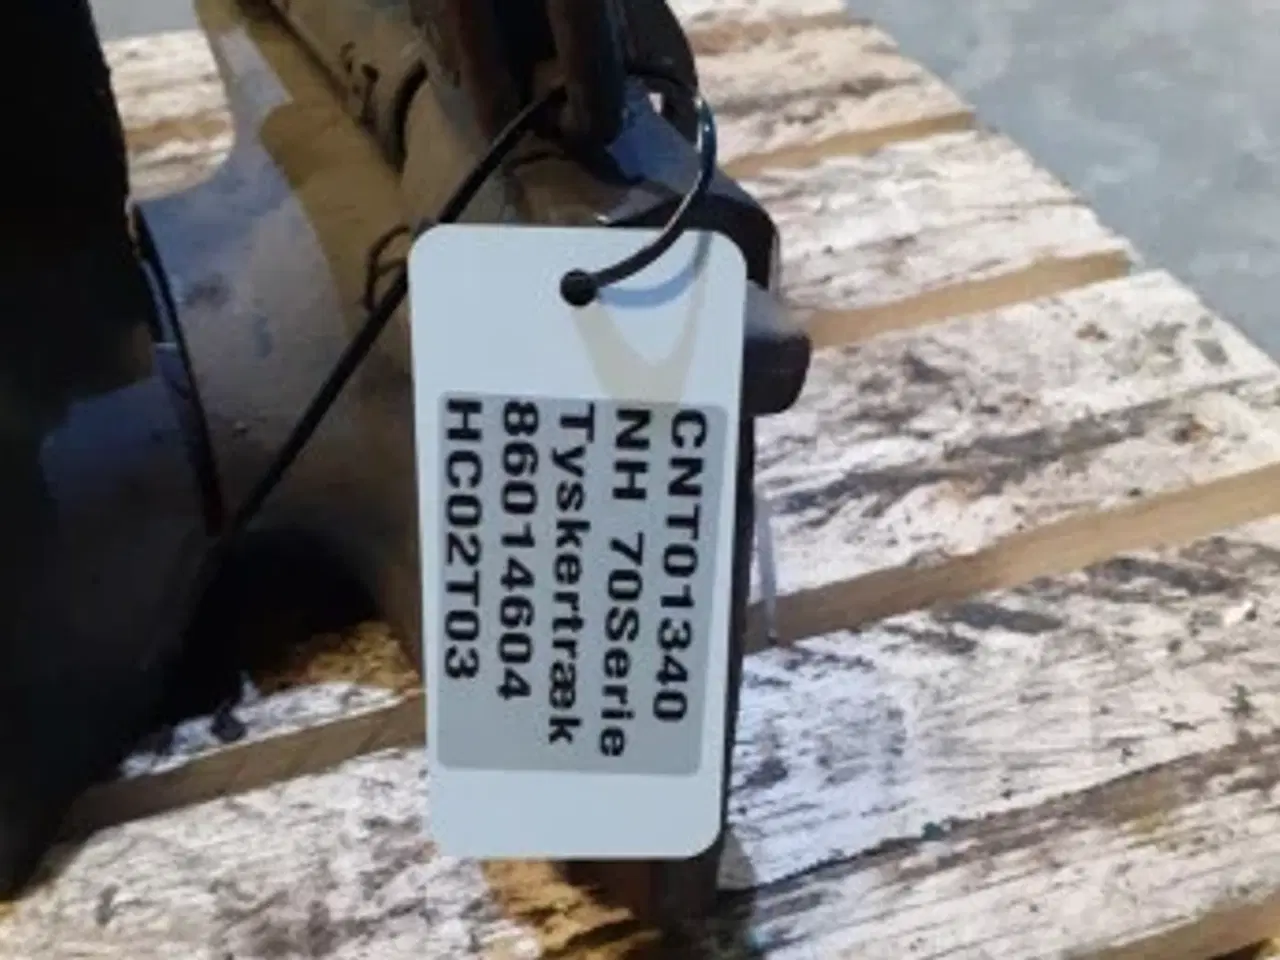 CNT01340
NH 70Serie
Tyskertræk
86014604
HC02T03